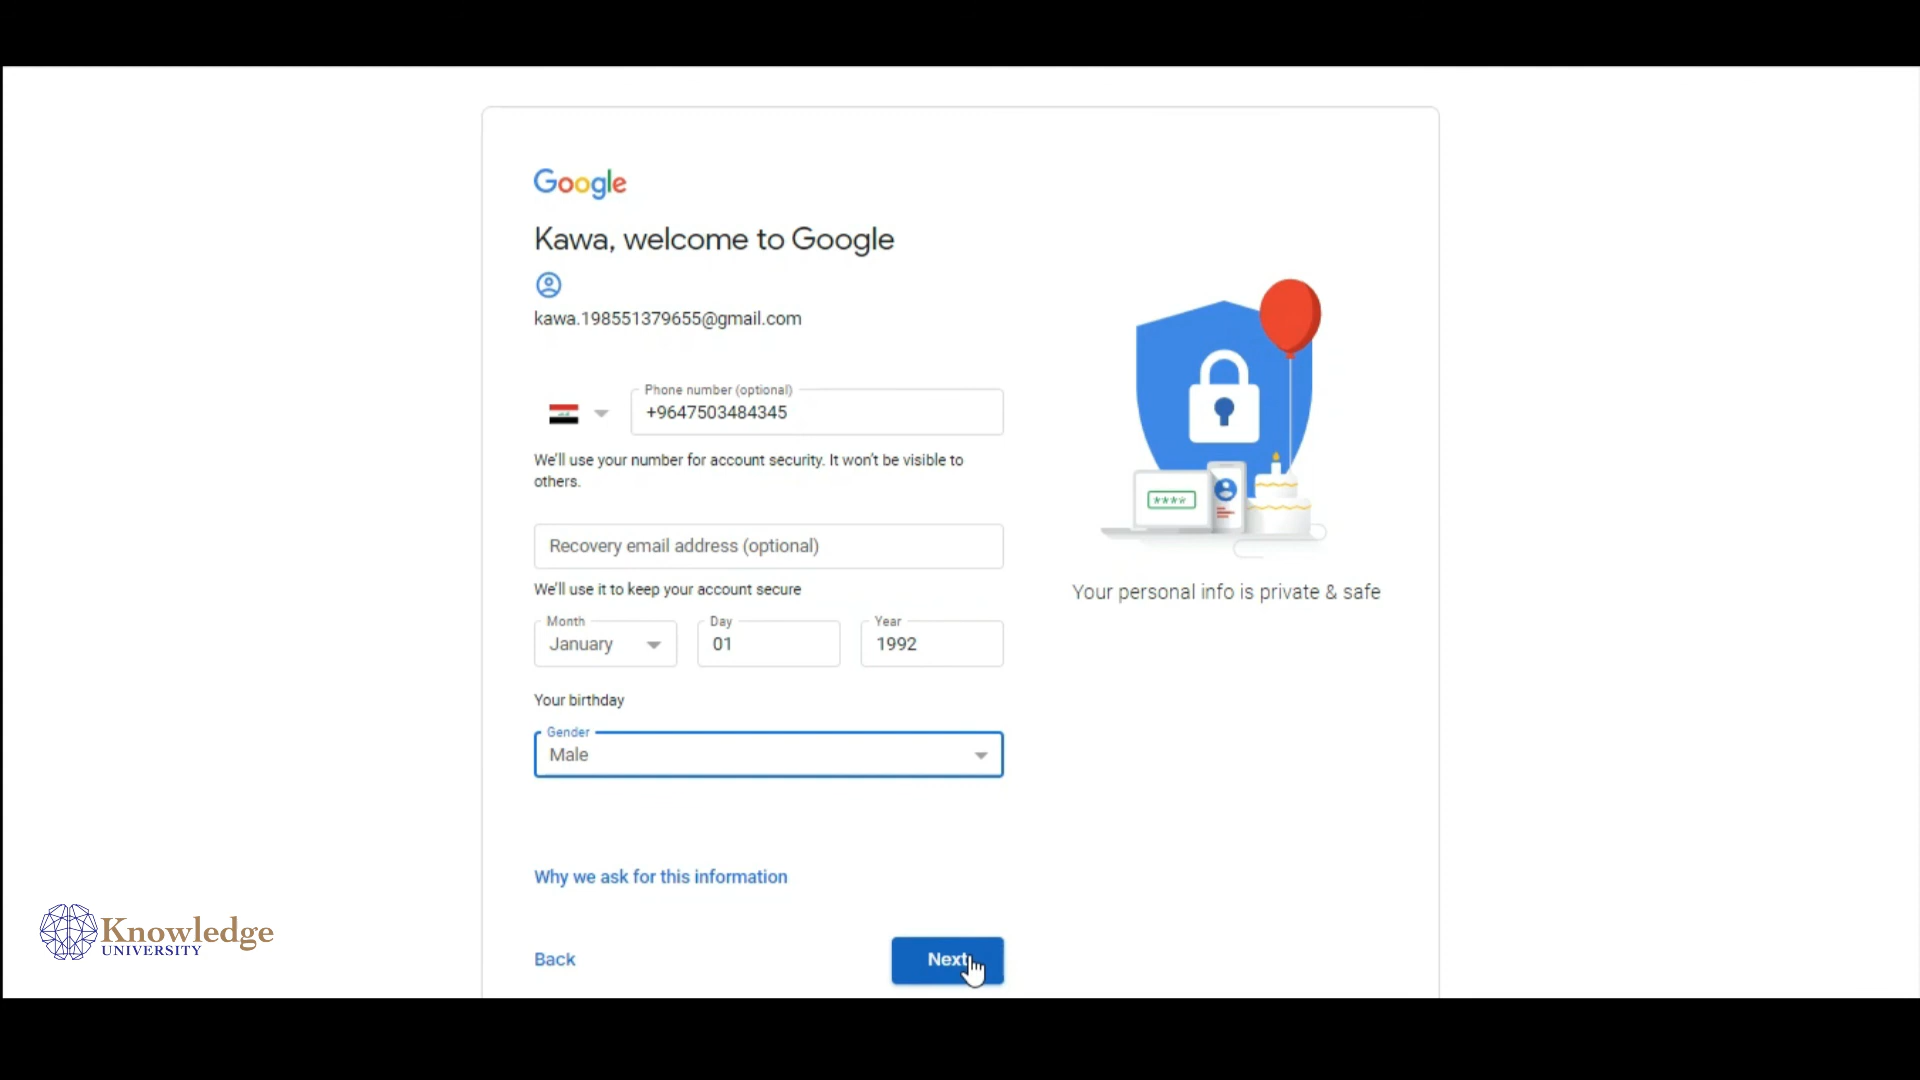 Google
Kawa, welcome to Google
kawa.198551379655@gmail.com
Phone number (optional)
+9647503484345
We'll use your number for account security. It won't be visible to
others.
Recovery email address (optional)
We'll use it to keep your account secure
Month Day Year
January 01 1992
Your birthday
Gender
Male
Why we ask for this information
Back Next
****
Your personal info is private & safe
Knowledge
UNIVERSITY